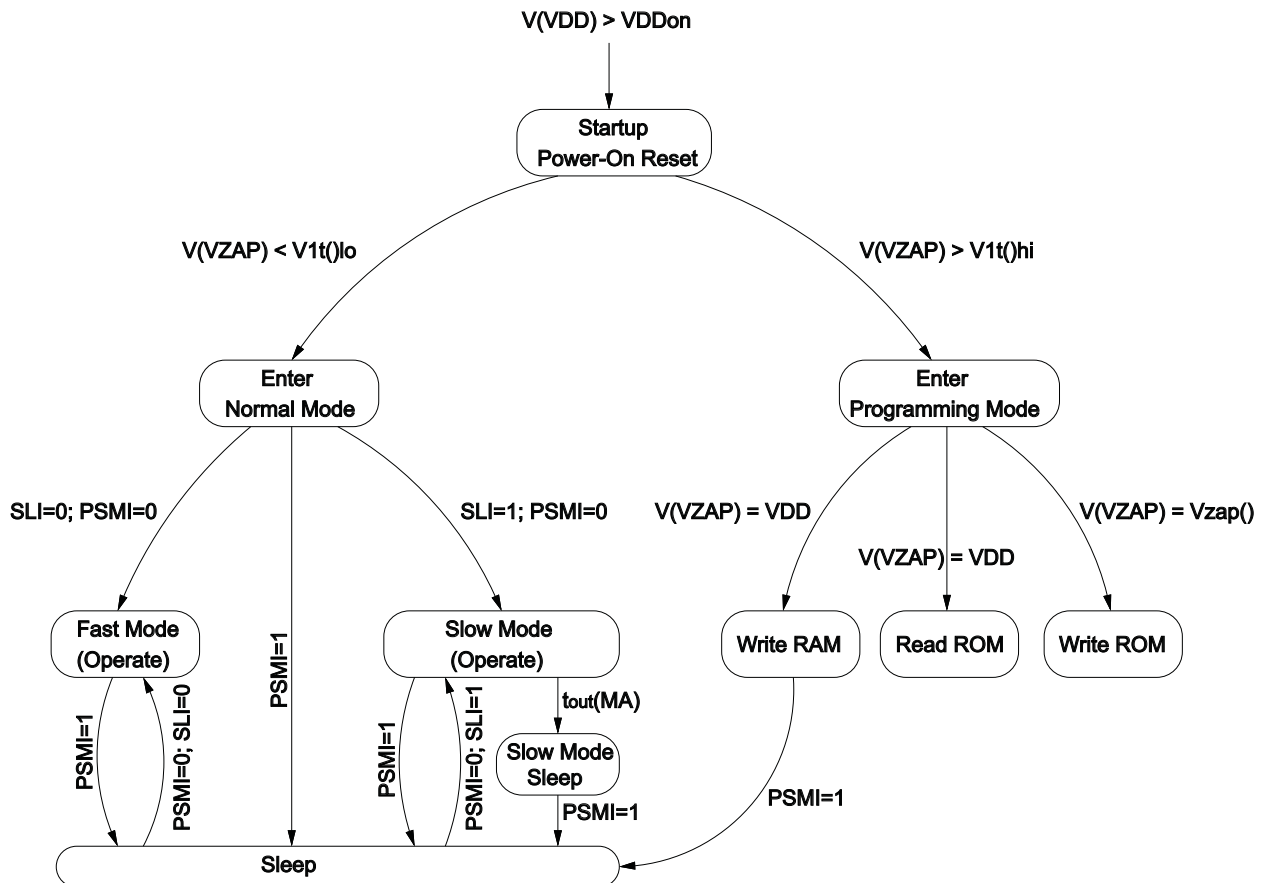 V(VDD) > VDDon
Startup
Power-On Reset
V(VZAP) < V1t()lo
V(VZAP) > V1t()hi
Enter
Normal Mode
Enter
Programming Mode
SLI=0; PSMI=0
SLI=1; PSMI=0
V(VZAP) = VDD
V(VZAP) = Vzap()
V(VZAP) = VDD
Fast Mode
(Operate)
PSMI=1
Slow Mode
(Operate)
Write RAM
Read ROM
Write ROM
PSMI=1
PSMI=0; SLI=0
PSMI=1
PSMI=0; SLI=1
tout(MA)
Slow Mode
Sleep
PSMI=1
PSMI=1
Sleep